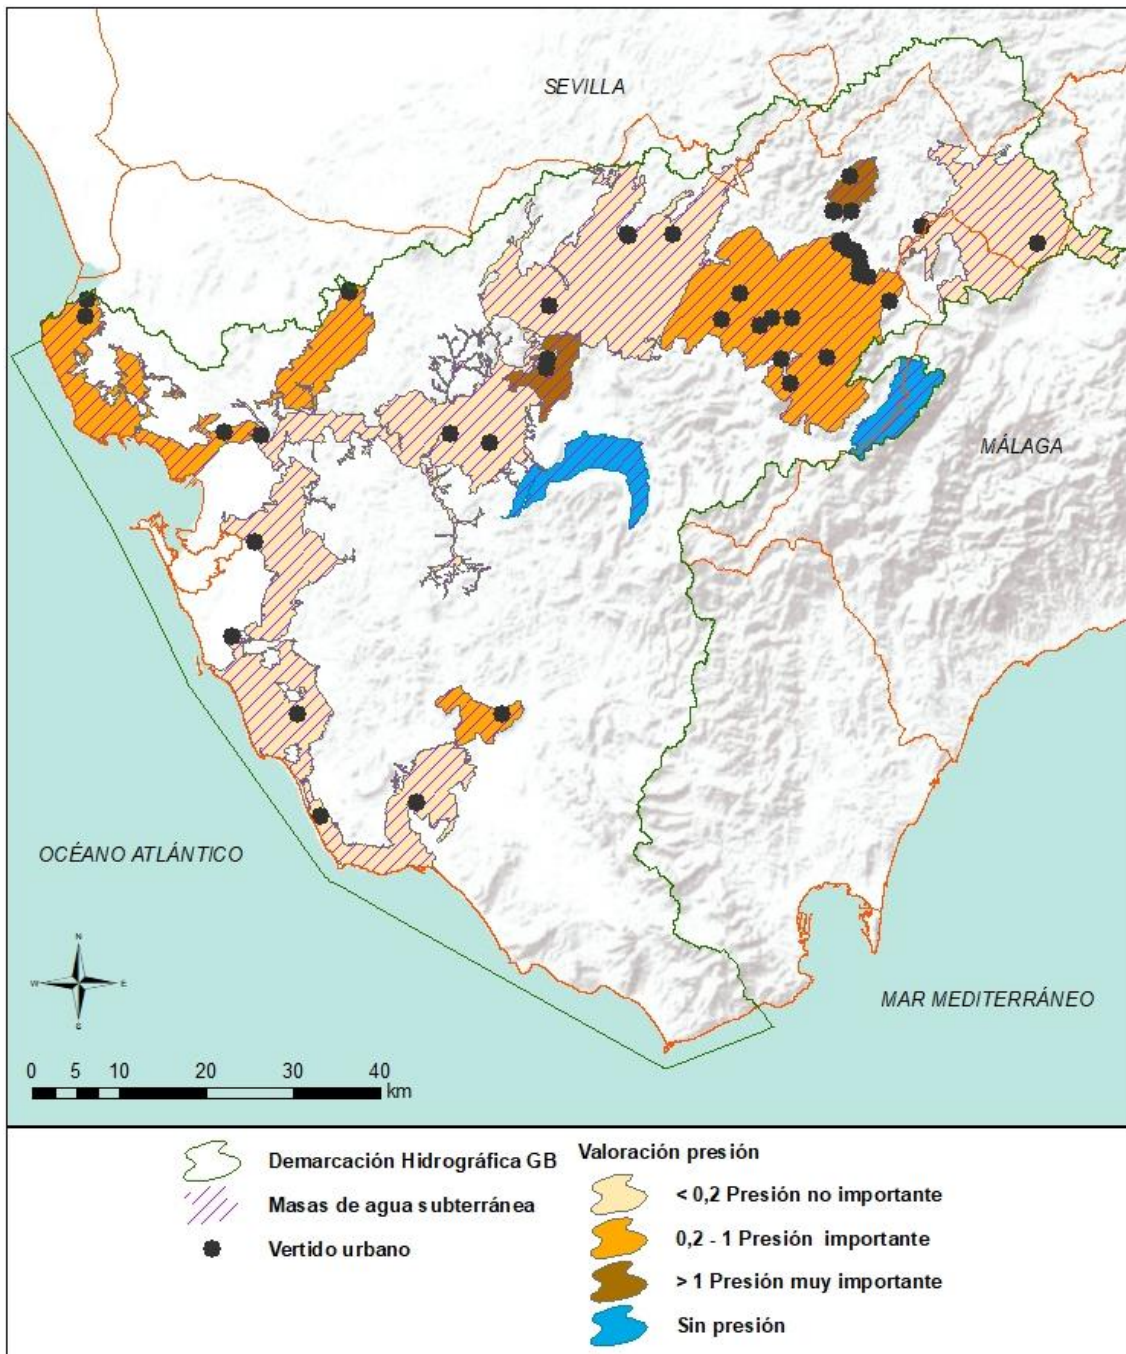 SEVILLA
MÁLAGA
OCÉANO ATLÁNTICO
MAR MEDITERRÁNEO
N
W E
S
0 5 10 20 30 40
km
Demarcación Hidrográfica GB
Masas de agua subterránea
Vertido urbano
Valoración presión
< 0,2 Presión no importante
0,2 - 1 Presión importante
> 1 Presión muy importante
Sin presión